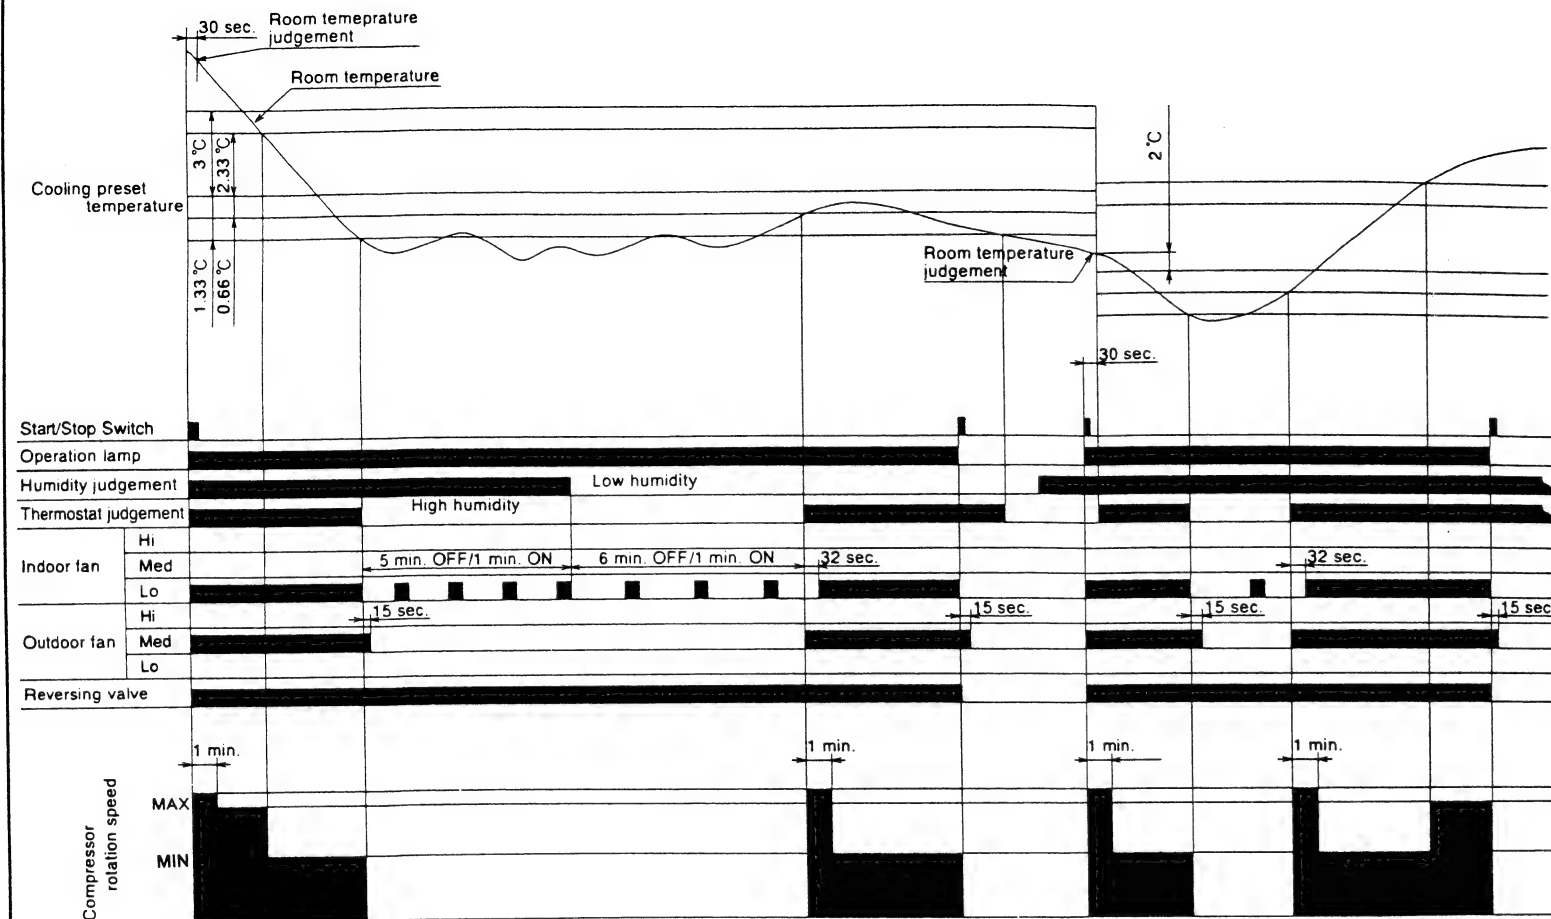 30 sec.
Room temeprature
judgement
Room temperature
3 ℃
2.33 ℃
2 ℃
Cooling preset
temperature
1.33 ℃
0.66 ℃
Room temperature
judgement
30 sec.
Start/Stop Switch
Operation lamp
Humidity judgement
Low humidity
High humidity
Thermostat judgement
Indoor fan
Hi
Med
Lo
5 min. OFF/1 min. ON
6 min. OFF/1 min. ON
32 sec.
32 sec.
Outdoor fan
Hi
Med
Lo
15 sec.
15 sec.
15 sec.
15 sec
Reversing valve
1 min.
1 min.
1 min.
1 min.
Compressor
rotation speed
MAX
MIN